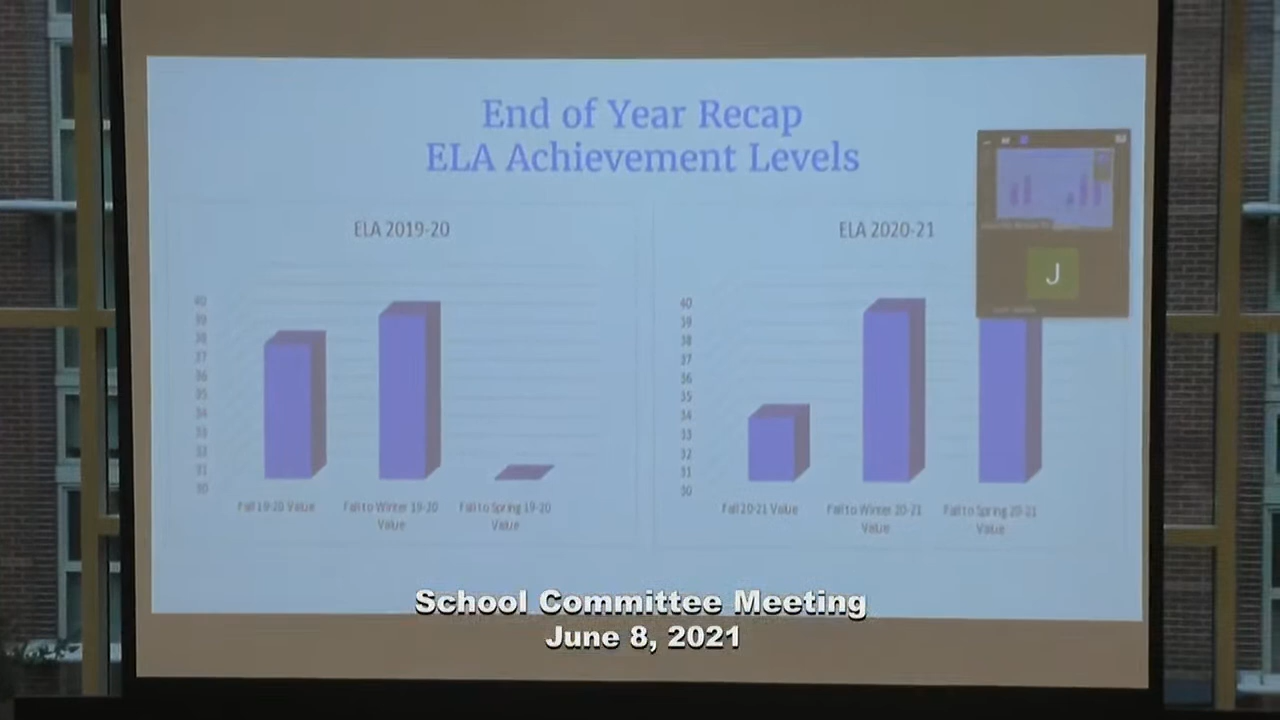 End of Year Recap
ELA Achievement Levels
ELA 2019-20
40
39
38
37
36
35
34
33
32
31
30
Fall 19-20 Value
Fall to Winter 19-20
Value
Fall to Spring 19-20
Value
ELA 2020-21
40
39
38
37
36
35
34
33
32
31
30
Fall 20-21 Value
Fall to Winter 20-21
Value
Fall to Spring 20-21
Value
J
School Committee Meeting
June 8, 2021